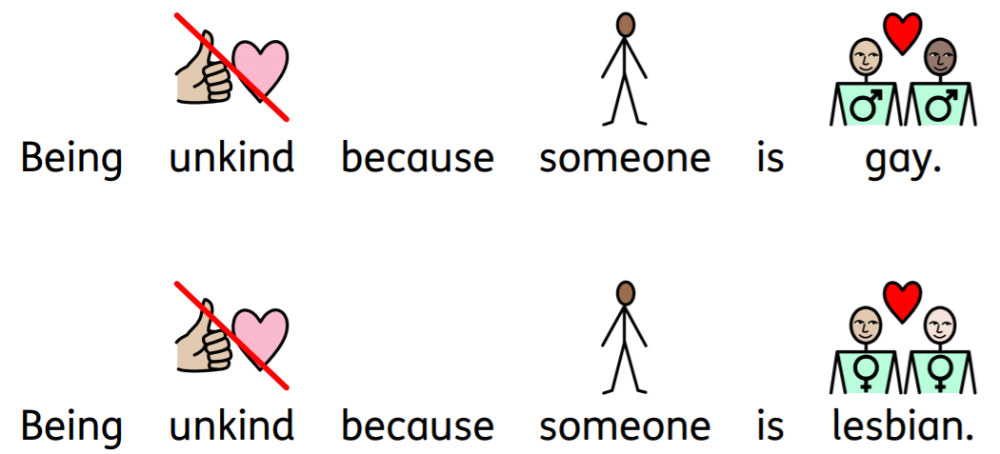 Being unkind because someone is gay.
Being unkind because someone is lesbian.